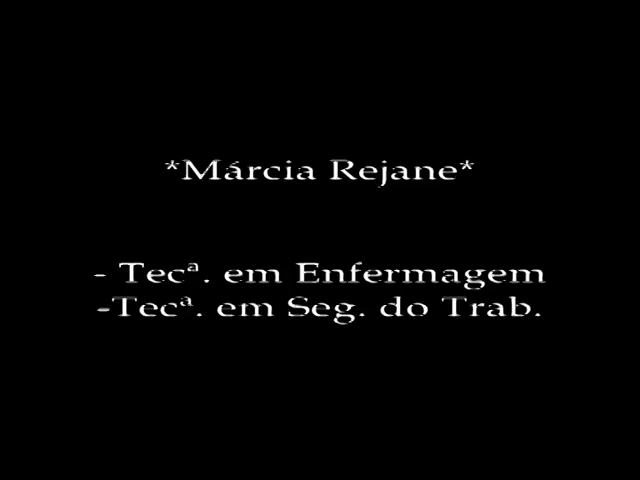 *Márcia Rejane*
- Tecª. em Enfermagem
-Tecª. em Seg. do Trab.